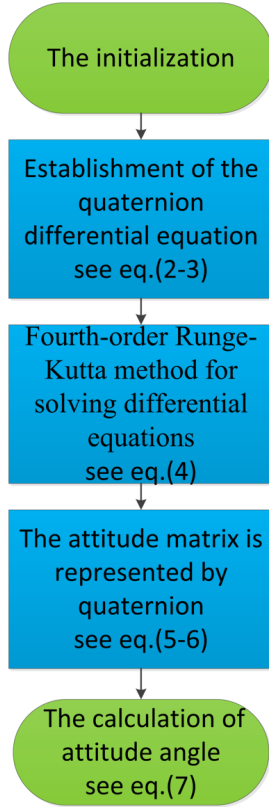 The initialization
Establishment of the
quaternion
differential equation
see eq.(2-3)
Fourth-order Runge-
Kutta method for
solving differential
equations
see eq.(4)
The attitude matrix is
represented by
quaternion
see eq.(5-6)
The calculation of
attitude angle
see eq.(7)